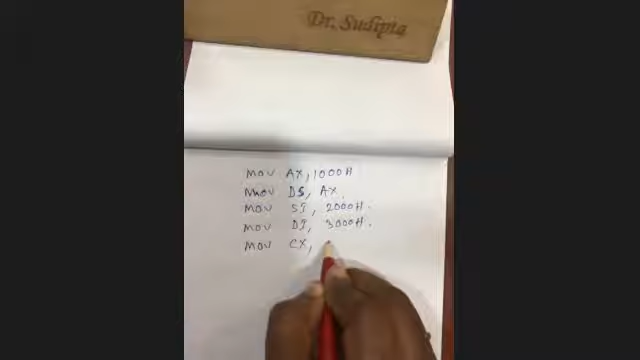 Dr. Sudipta
MOV AX, 1000H
MOV DS, AX.
MOV SI, 2000H.
MOV DI, 3000H.
MOV CX,